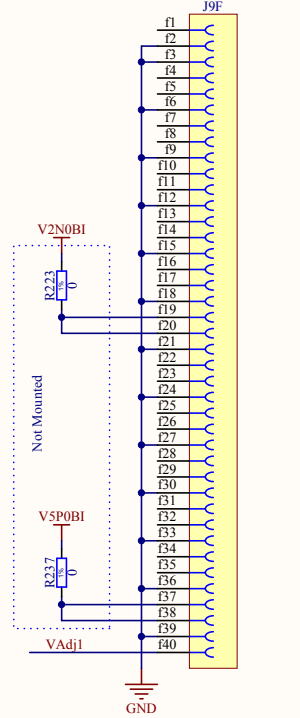 J9F
f1
f2
f3
f4
f5
f6
f7
f8
f9
f10
f11
f12
f13
V2N0BI
f14
f15
f16
R223
1%
0
f17
f18
f19
f20
f21
f22
f23
f24
Not Mounted
f25
f26
f27
f28
f29
f30
f31
V5P0BI
f32
f33
f34
R237
1%
0
f35
f36
f37
f38
f39
VAdj1
f40
GND